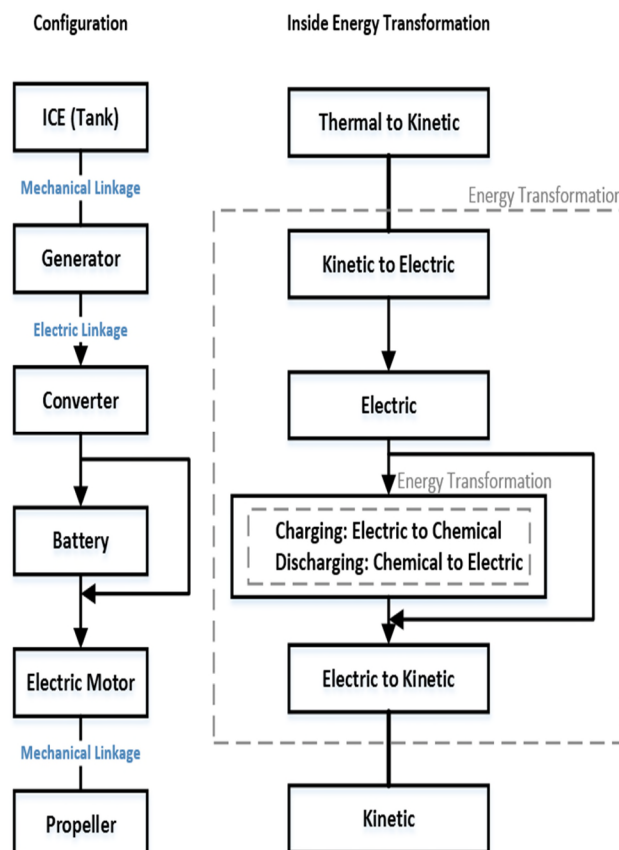 Configuration
Inside Energy Transformation
ICE (Tank)
Thermal to Kinetic
Mechanical Linkage
Energy Transformation
Generator
Kinetic to Electric
Electric Linkage
Converter
Electric
Energy Transformation
Battery
Charging: Electric to Chemical
Discharging: Chemical to Electric
Electric Motor
Electric to Kinetic
Mechanical Linkage
Propeller
Kinetic